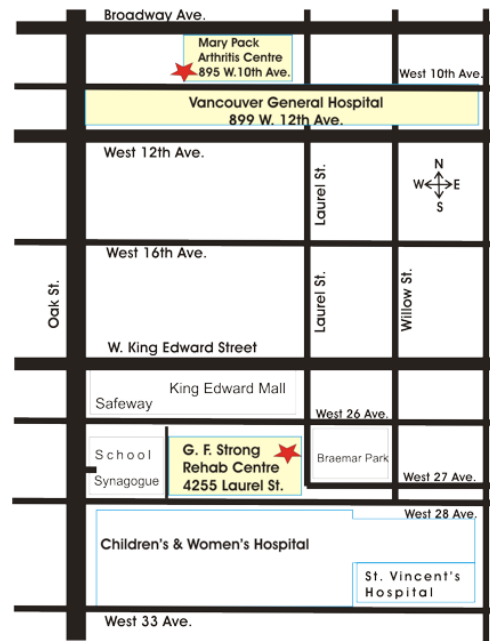 Broadway Ave.
Mary Pack
Arthritis Centre
895 W.10th Ave.
West 10th Ave.
Vancouver General Hospital
899 W. 12th Ave.
West 12th Ave.
Laurel St.
N
W E
S
West 16th Ave.
Oak St.
Laurel St.
Willow St.
W. King Edward Street
King Edward Mall
Safeway
West 26 Ave.
School
Synagogue
G. F. Strong
Rehab Centre
4255 Laurel St.
Braemar Park
West 27 Ave.
West 28 Ave.
Children's & Women's Hospital
St. Vincent's
Hospital
West 33 Ave.